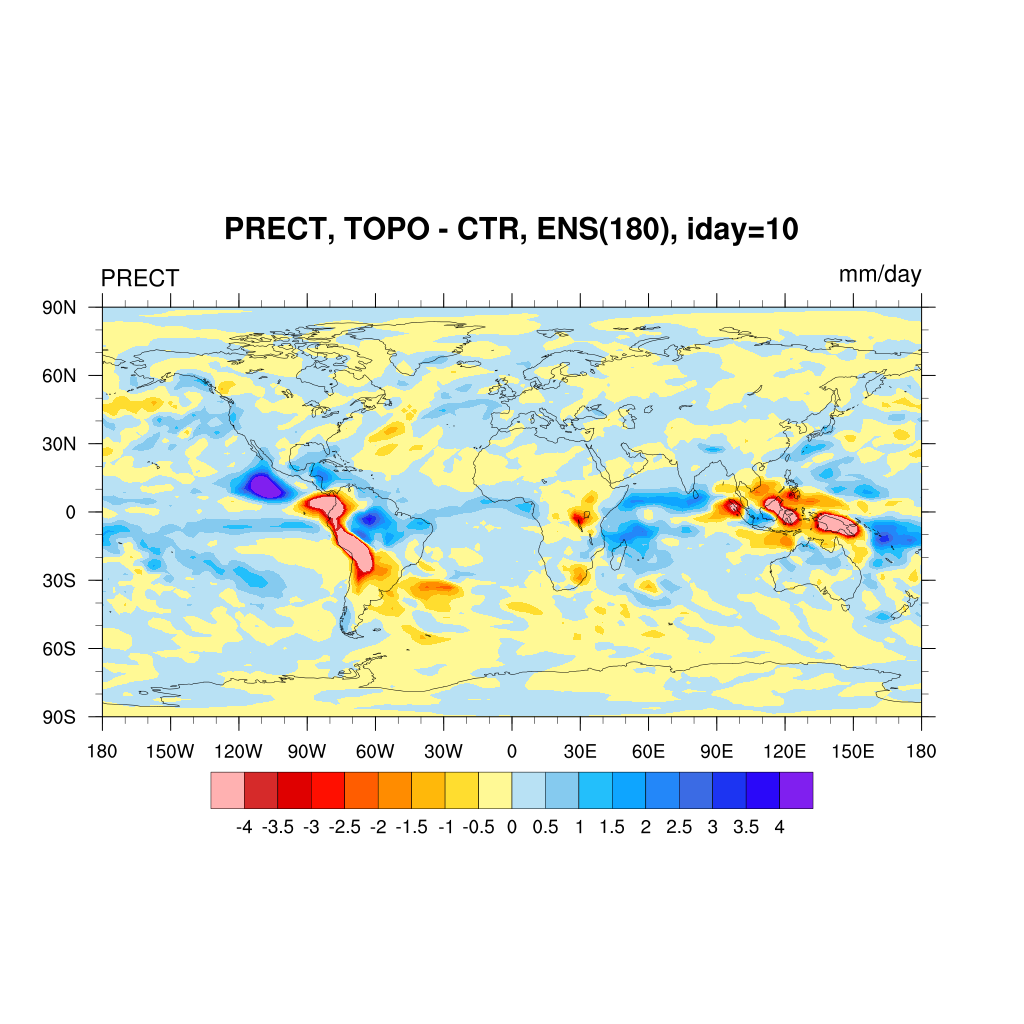 PRECT, TOPO - CTR, ENS(180), iday=10
PRECT mm/day
90N
60N
30N
0
30S
60S
90S
180 150W 120W 90W 60W 30W 0 30E 60E 90E 120E 150E 180
-4 -3.5 -3 -2.5 -2 -1.5 -1 -0.5 0 0.5 1 1.5 2 2.5 3 3.5 4